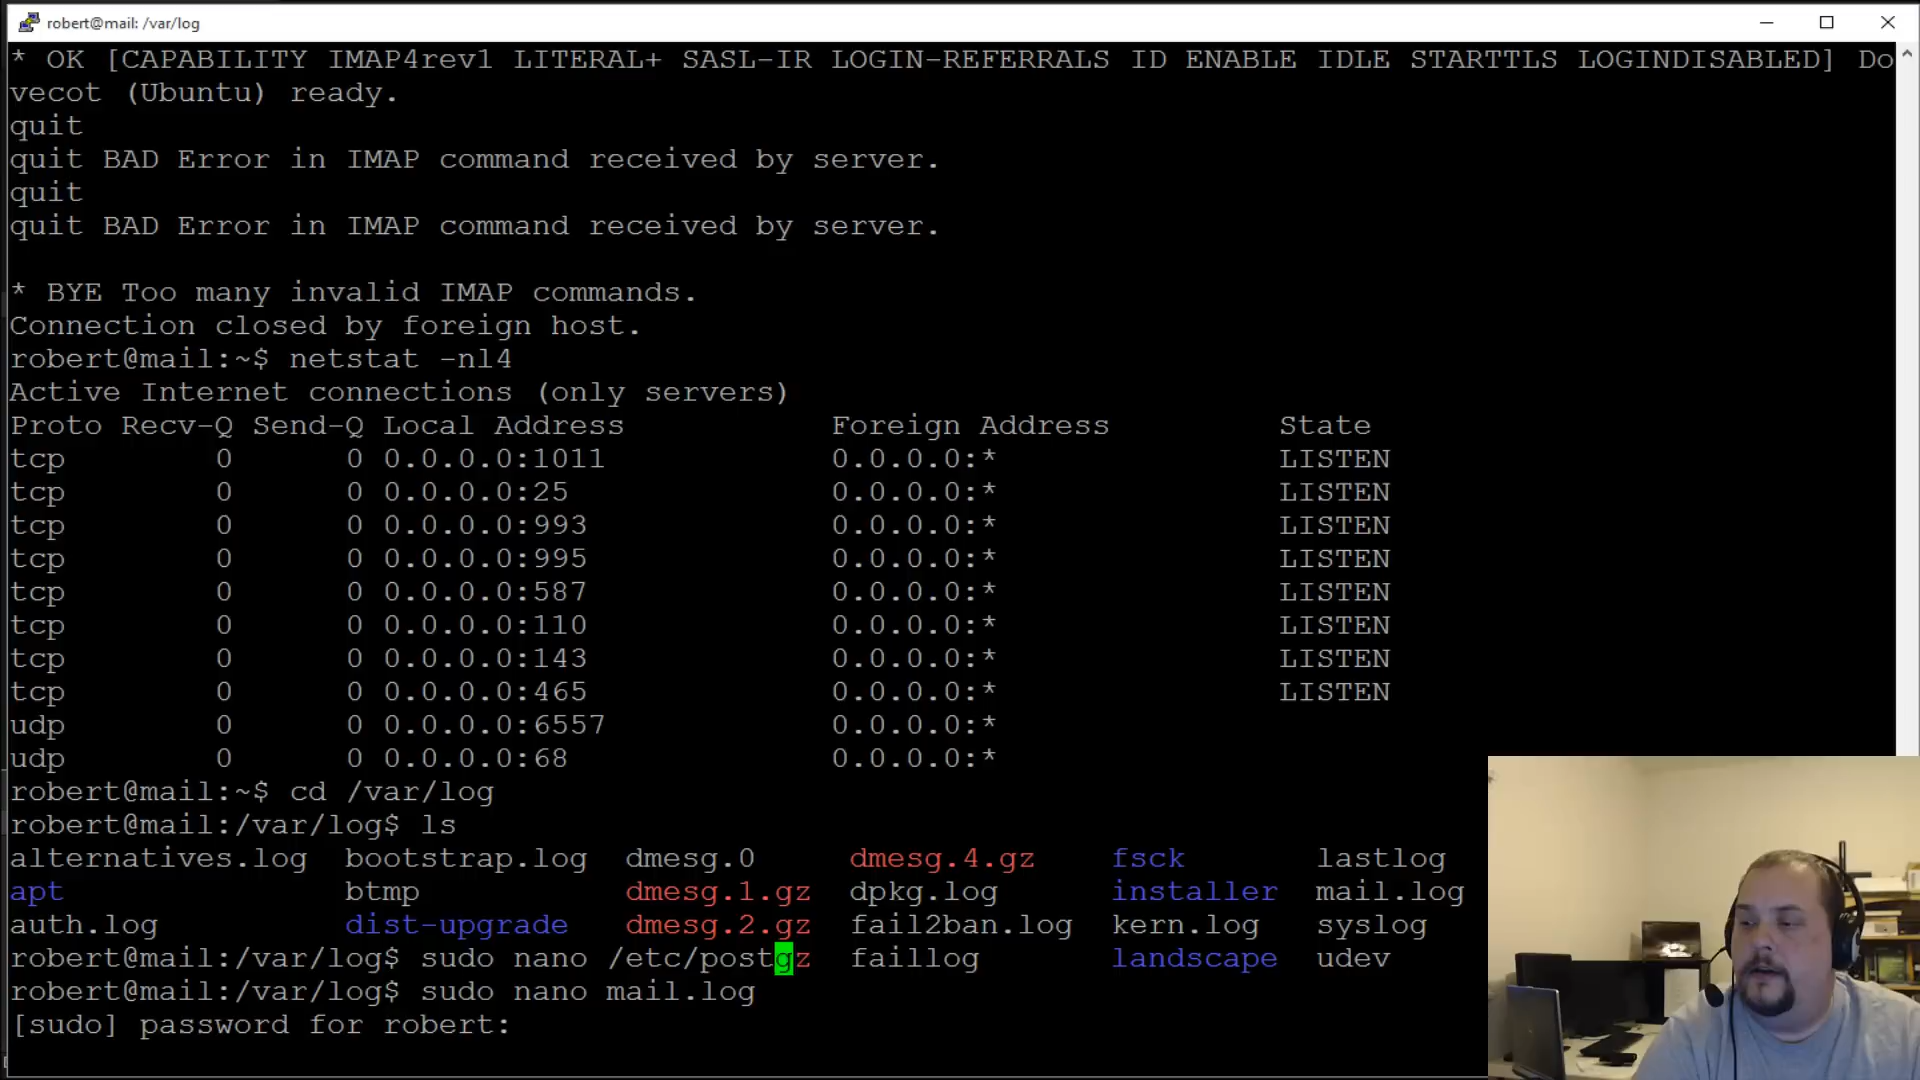 robert@mail: /var/log
* OK [CAPABILITY IMAP4rev1 LITERAL+ SASL-IR LOGIN-REFERRALS ID ENABLE IDLE STARTTLS LOGINDISABLED] Do
vecot (Ubuntu) ready.
quit
quit BAD Error in IMAP command received by server.
quit
quit BAD Error in IMAP command received by server.
* BYE Too many invalid IMAP commands.
Connection closed by foreign host.
robert@mail:~$ netstat -nl4
Active Internet connections (only servers)
Proto Recv-Q Send-Q Local Address Foreign Address State
tcp 0 0 0.0.0.0:1011 0.0.0.0:* LISTEN
tcp 0 0 0.0.0.0:25 0.0.0.0:* LISTEN
tcp 0 0 0.0.0.0:993 0.0.0.0:* LISTEN
tcp 0 0 0.0.0.0:995 0.0.0.0:* LISTEN
tcp 0 0 0.0.0.0:587 0.0.0.0:* LISTEN
tcp 0 0 0.0.0.0:110 0.0.0.0:* LISTEN
tcp 0 0 0.0.0.0:143 0.0.0.0:* LISTEN
tcp 0 0 0.0.0.0:465 0.0.0.0:* LISTEN
udp 0 0 0.0.0.0:6557 0.0.0.0:*
udp 0 0 0.0.0.0:68 0.0.0.0:*
robert@mail:~$ cd /var/log
robert@mail:/var/log$ ls
alternatives.log bootstrap.log dmesg.0 dmesg.4.gz fsck lastlog
apt btmp dmesg.1.gz dpkg.log installer mail.log
auth.log dist-upgrade dmesg.2.gz fail2ban.log kern.log syslog
robert@mail:/var/log$ sudo nano /etc/postgz faillog landscape udev
robert@mail:/var/log$ sudo nano mail.log
[sudo] password for robert: